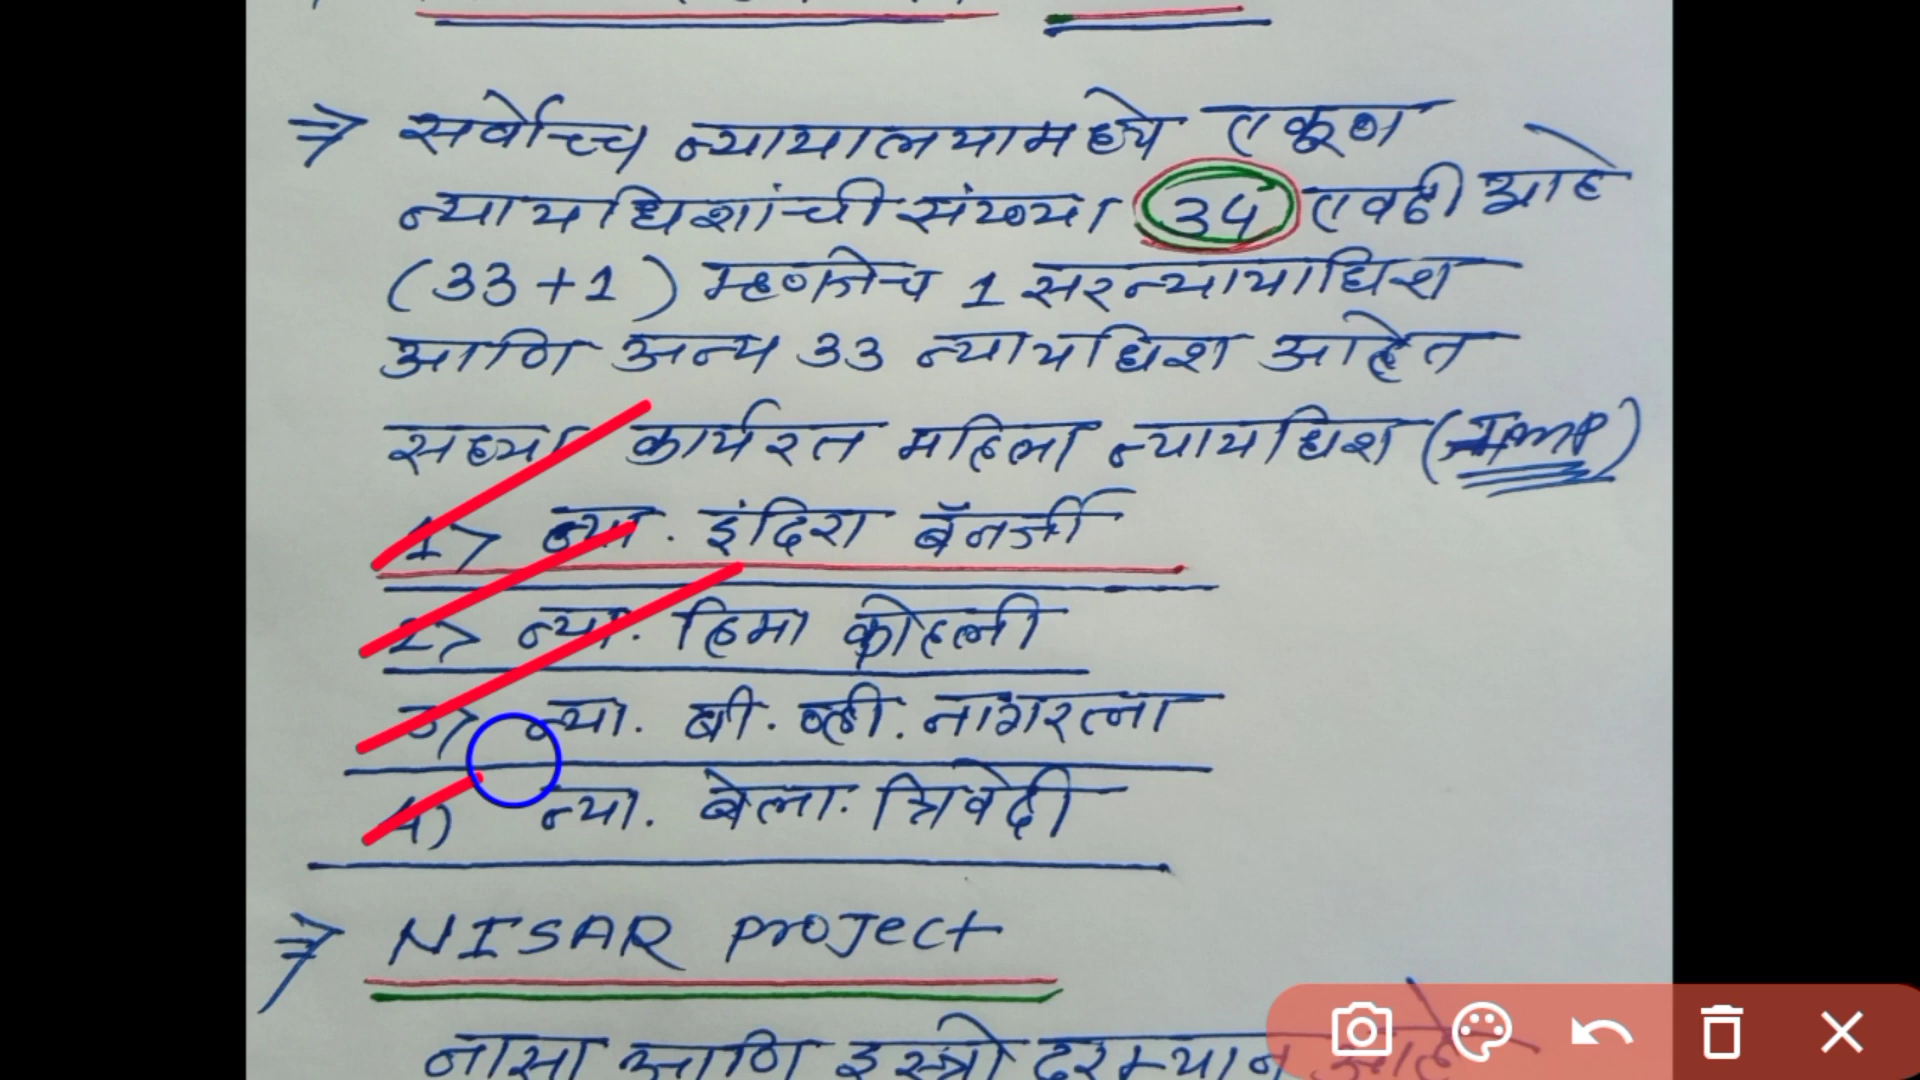 ⇒ सर्वोच्च न्यायालयामध्ये एकूण
न्यायधिशांची संख्या 34 एवढी आहे
(33+1) म्हणजेच 1 सरन्यायाधिश
आणि अन्य 33 न्यायधिश आहेत
सध्या कार्यरत महिला न्यायधिश (Imp)
1> न्या. इंदिरा बॅनर्जी
2> न्या. हिमा कोहली
3> न्या. बी. व्ही. नागरत्ना
4) न्या. बेला. त्रिवेदी
⇒ NISAR Project
नासा आणि इस्त्रो दरम्यान आहे